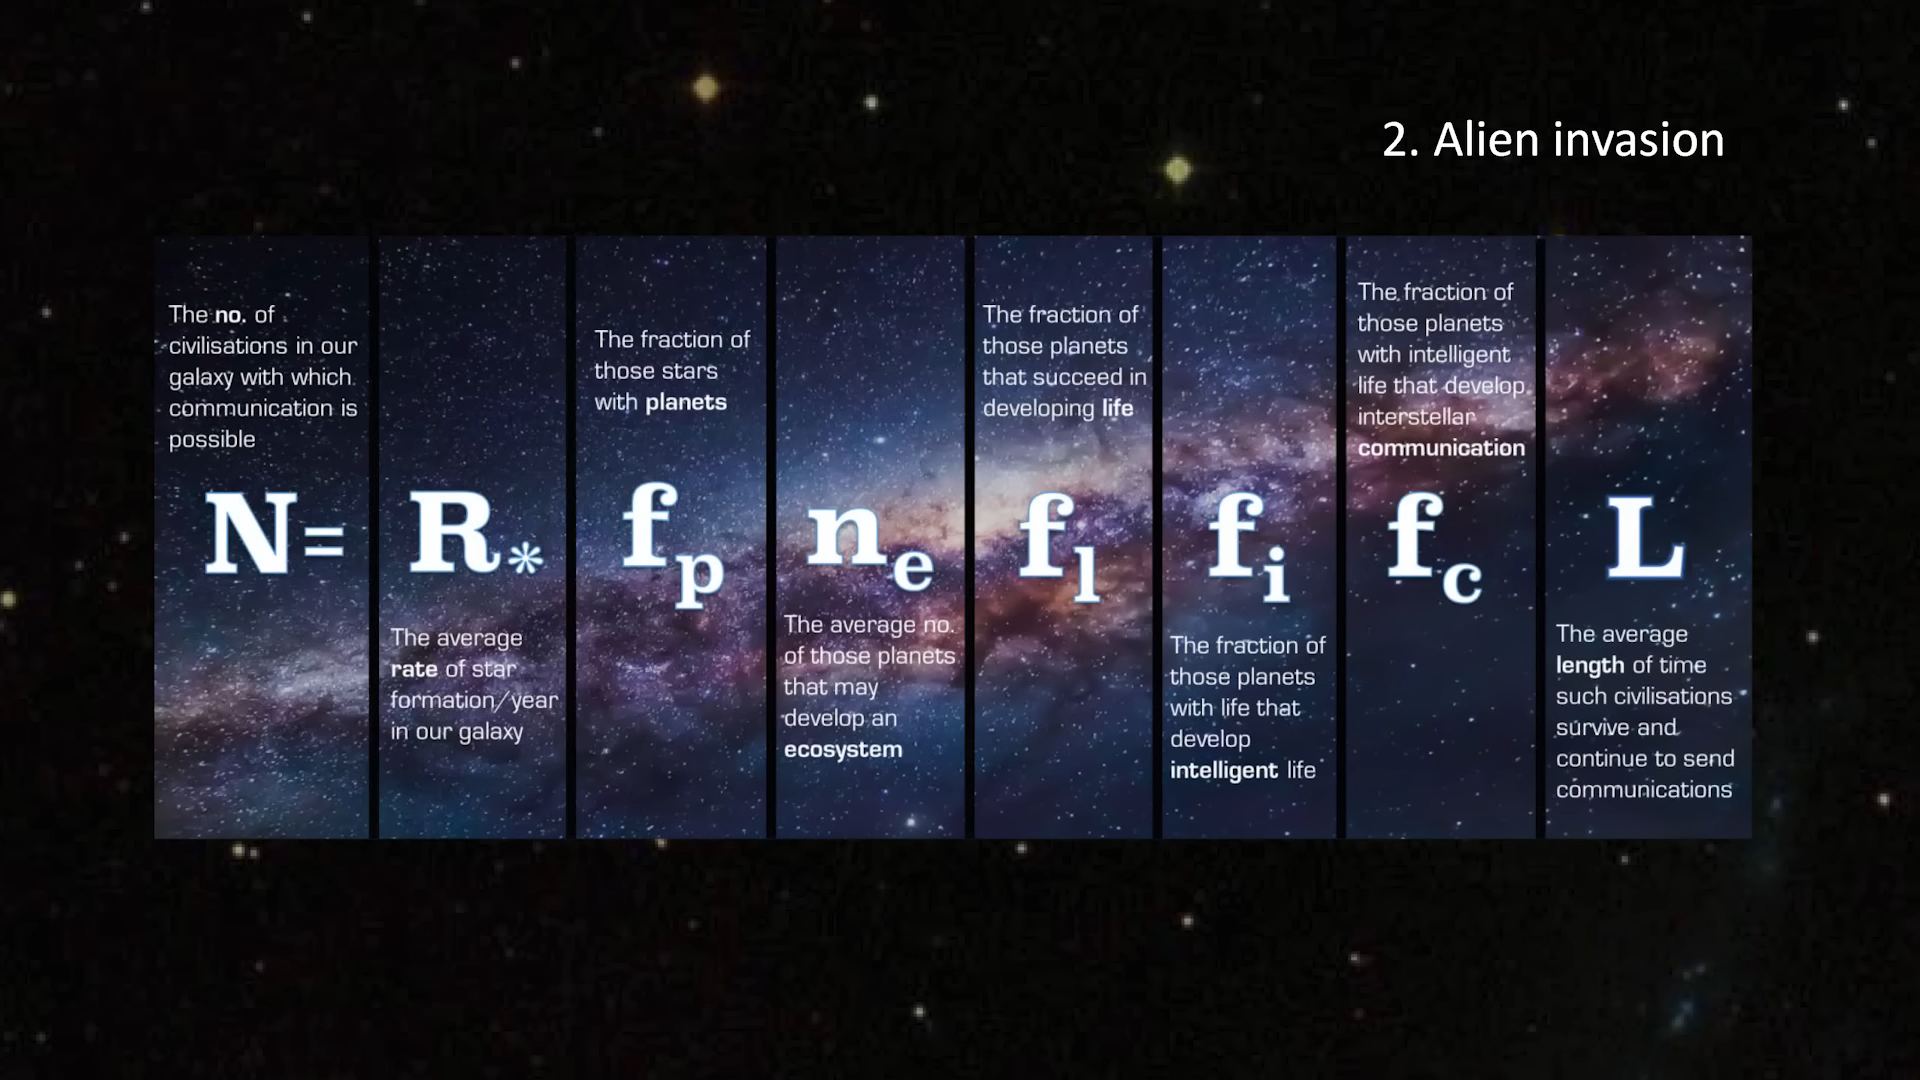 2. Alien invasion
The no. of
civilisations in our
galaxy with which
communication is
possible
N=
R*
The average
rate of star
formation/year
in our galaxy
The fraction of
those stars
with planets
fp
ne
The average no.
of those planets
that may
develop an
ecosystem
The fraction of
those planets
that succeed in
developing life
fl
fi
The fraction of
those planets
with life that
develop
intelligent life
The fraction of
those planets
with intelligent
life that develop
interstellar
communication
fc
L
The average
length of time
such civilisations
survive and
continue to send
communications